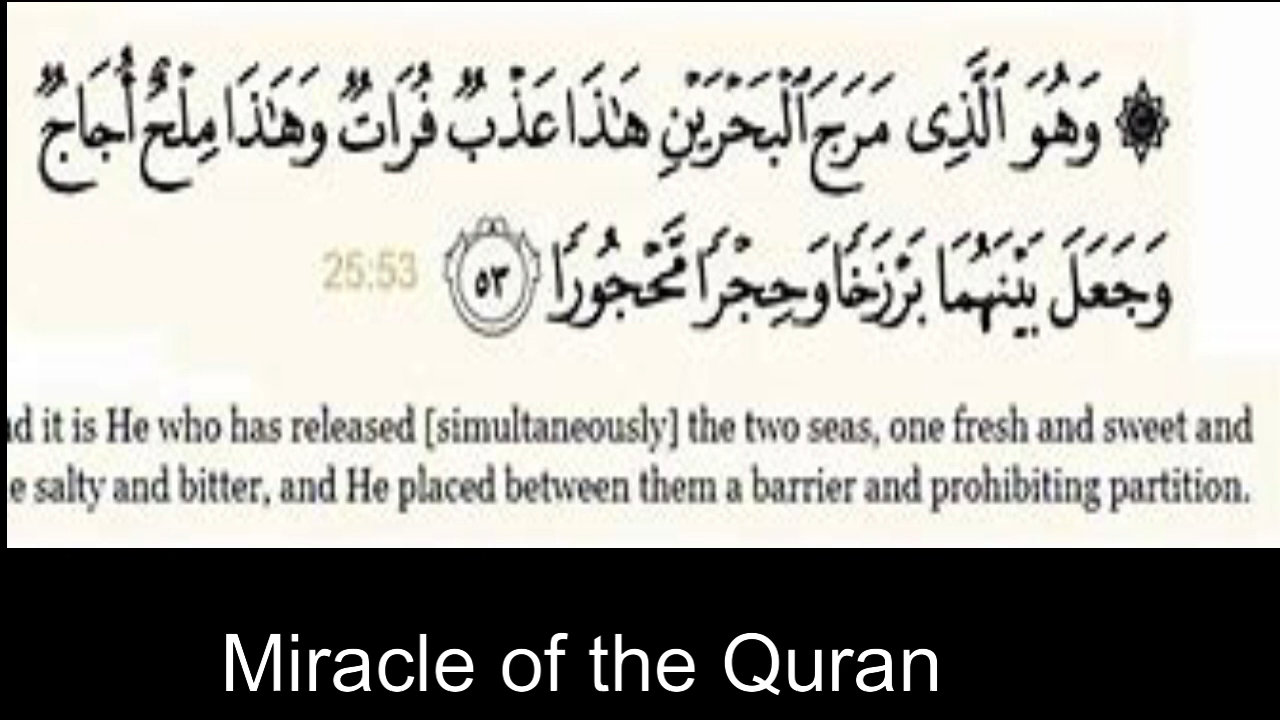 ۞ وَهُوَ ٱلَّذِى مَرَجَ ٱلْبَحْرَيْنِ هَـٰذَا عَذْبٌ فُرَاتٌ وَهَـٰذَا مِلْحٌ أُجَاجٌ
وَجَعَلَ بَيْنَهُمَا بَرْزَخًا وَحِجْرًا مَّحْجُورًا ٥٣ 25:53
it is He who has released [simultaneously] the two seas, one fresh and sweet and
salty and bitter, and He placed between them a barrier and prohibiting partition.
Miracle of the Quran